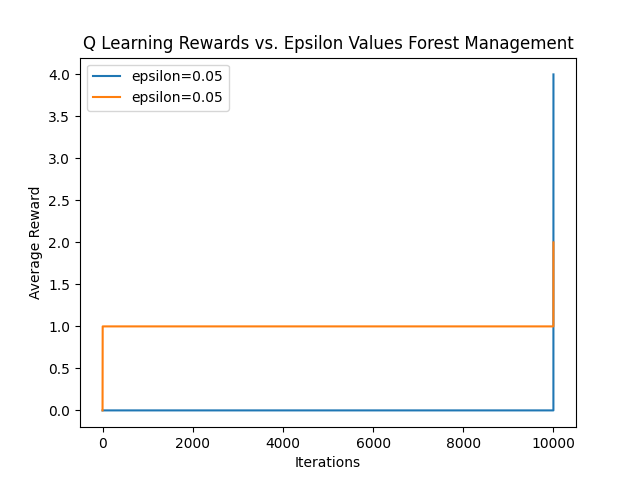 Q Learning Rewards vs. Epsilon Values Forest Management
epsilon=0.05
epsilon=0.05
Average Reward
4.0
3.5
3.0
2.5
2.0
1.5
1.0
0.5
0.0
0 2000 4000 6000 8000 10000
Iterations